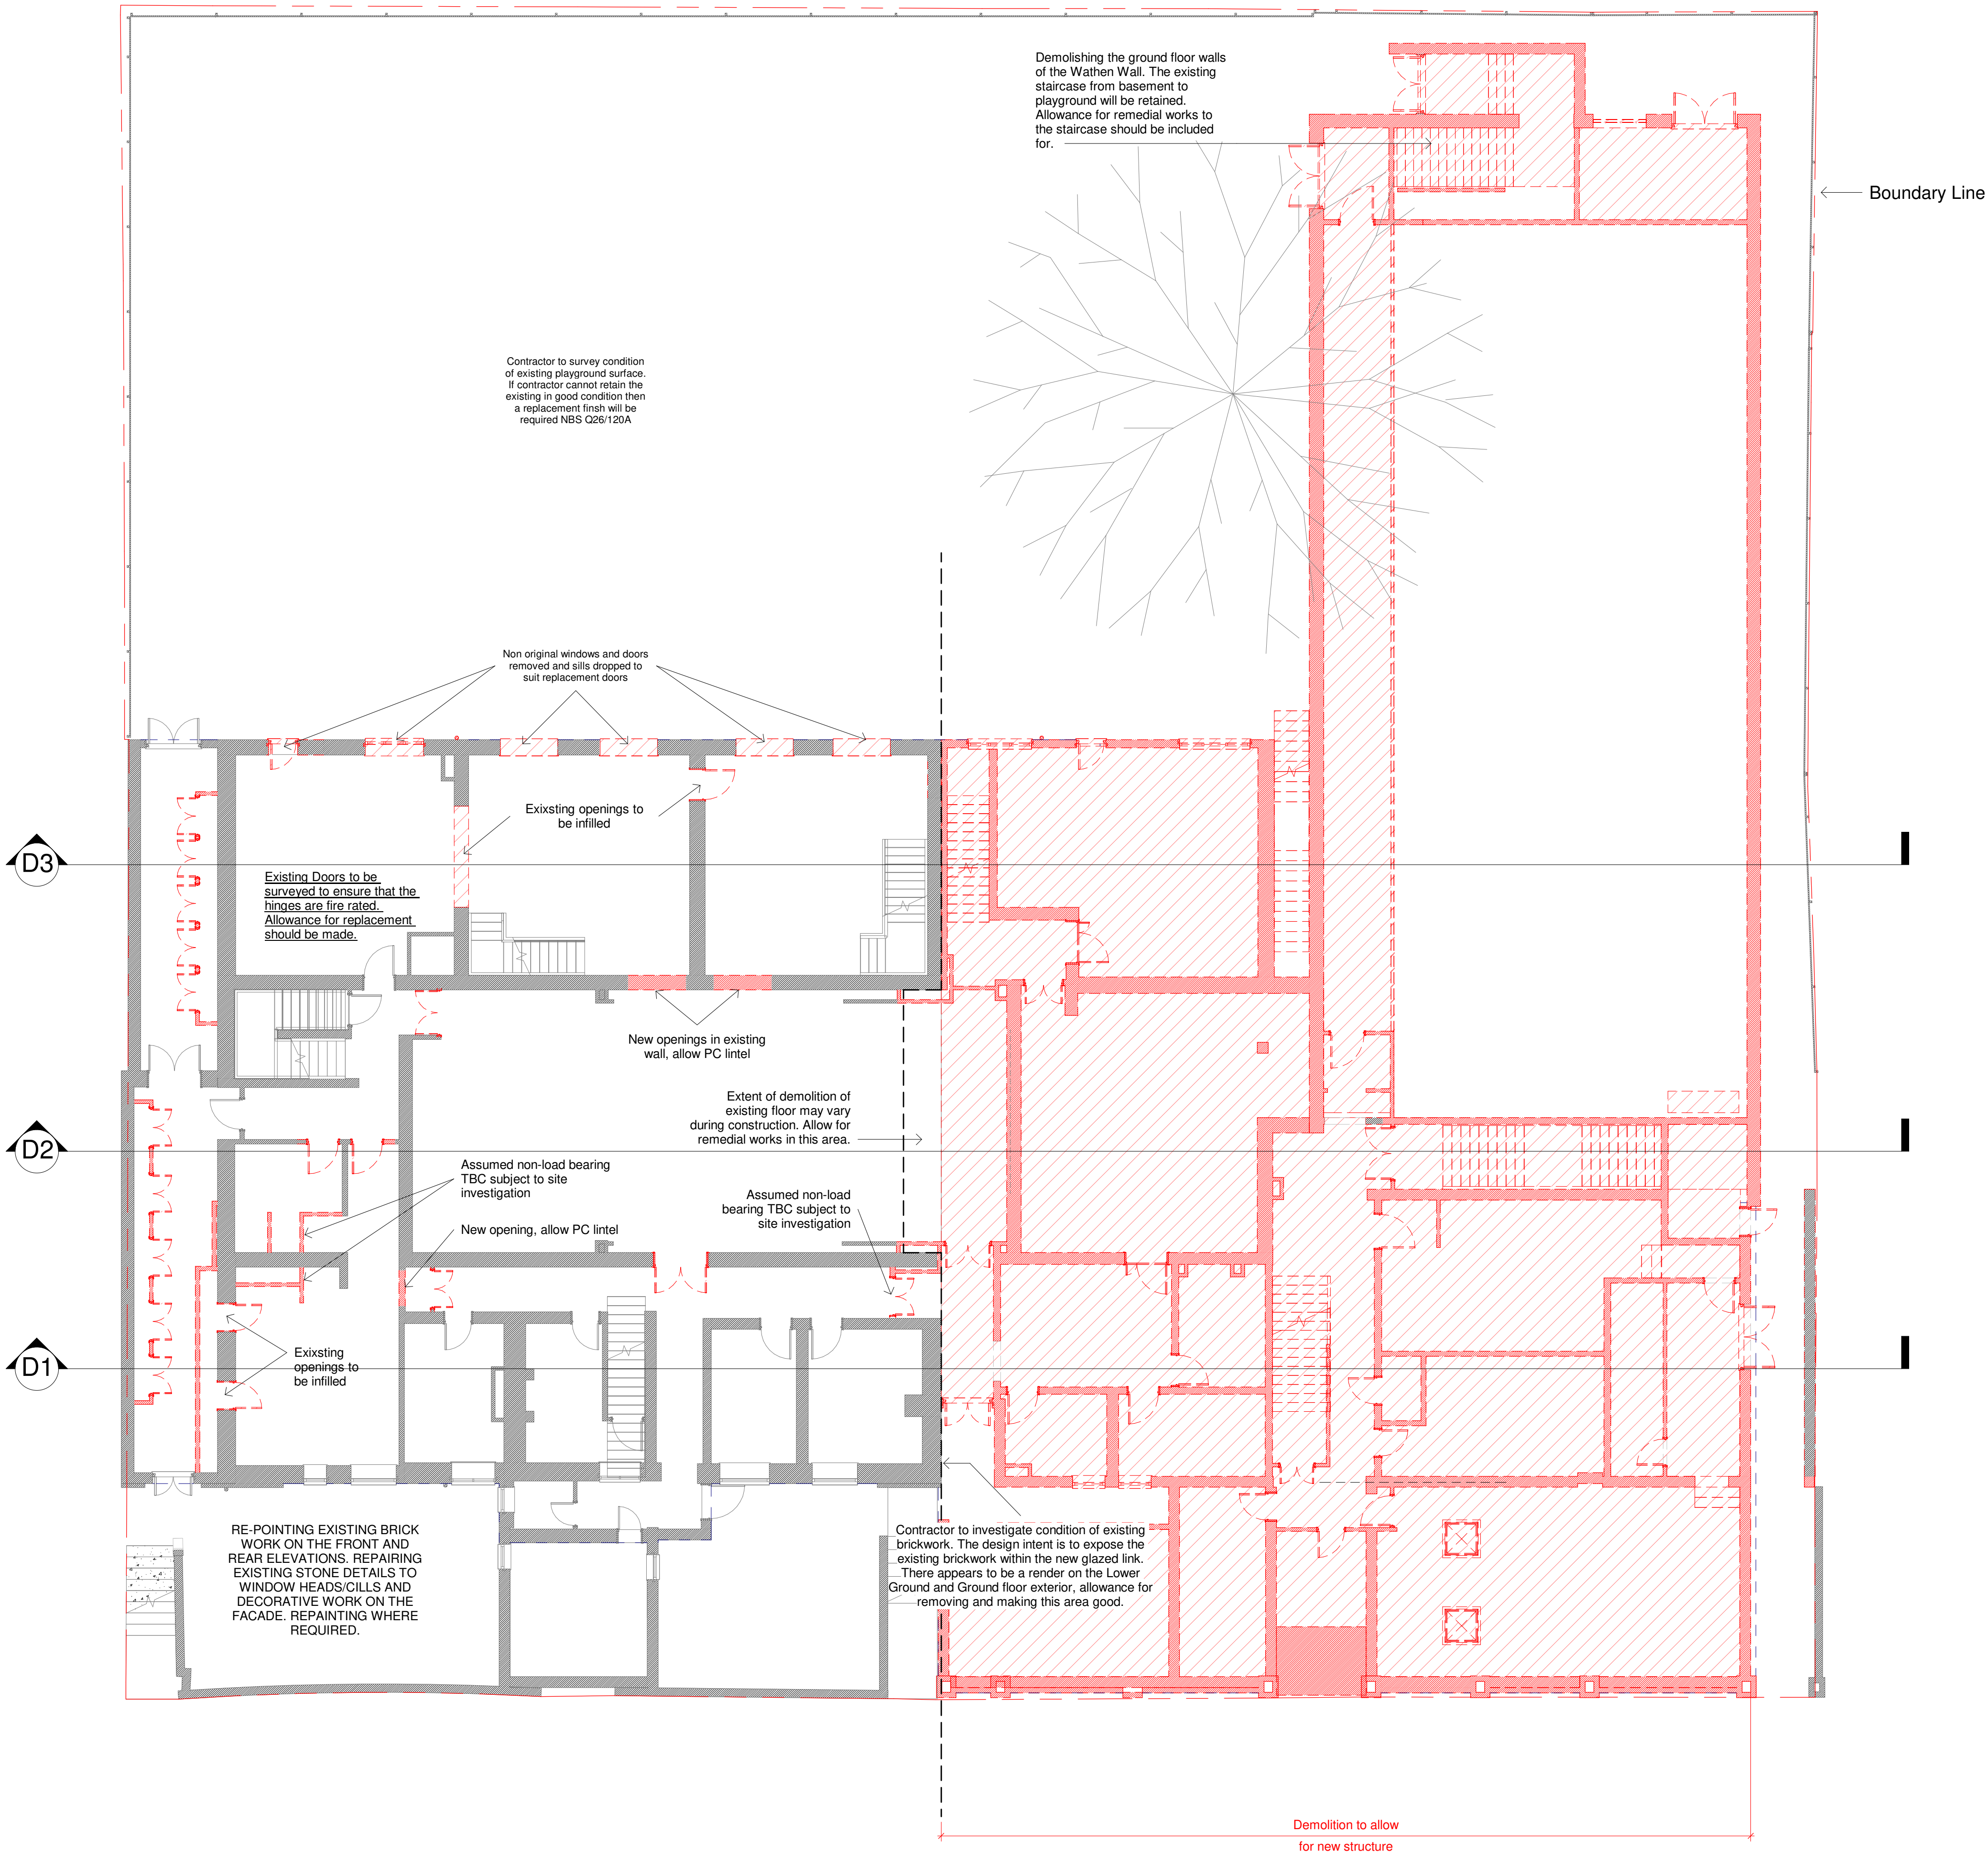 Demolishing the ground floor walls
of the Wathen Wall. The existing
staircase from basement to
playground will be retained.
Allowance for remedial works to
the staircase should be included
for.
Boundary Line
Contractor to survey condition
of existing playground surface.
If contractor cannot retain the
existing in good condition then
a replacement finsh will be
required NBS Q26/120A
Non original windows and doors
removed and sills dropped to
suit replacement doors
Exixsting openings to
be infilled
D3
Existing Doors to be
surveyed to ensure that the
hinges are fire rated.
Allowance for replacement
should be made.
New openings in existing
wall, allow PC lintel
Extent of demolition of
existing floor may vary
during construction. Allow for
remedial works in this area.
D2
Assumed non-load bearing
TBC subject to site
investigation
Assumed non-load
bearing TBC subject to
site investigation
New opening, allow PC lintel
Exixsting
openings to
be infilled
D1
RE-POINTING EXISTING BRICK
WORK ON THE FRONT AND
REAR ELEVATIONS. REPAIRING
EXISTING STONE DETAILS TO
WINDOW HEADS/CILLS AND
DECORATIVE WORK ON THE
FACADE. REPAINTING WHERE
REQUIRED.
Contractor to investigate condition of existing
brickwork. The design intent is to expose the
existing brickwork within the new glazed link.
There appears to be a render on the Lower
Ground and Ground floor exterior, allowance for
removing and making this area good.
Demolition to allow
for new structure